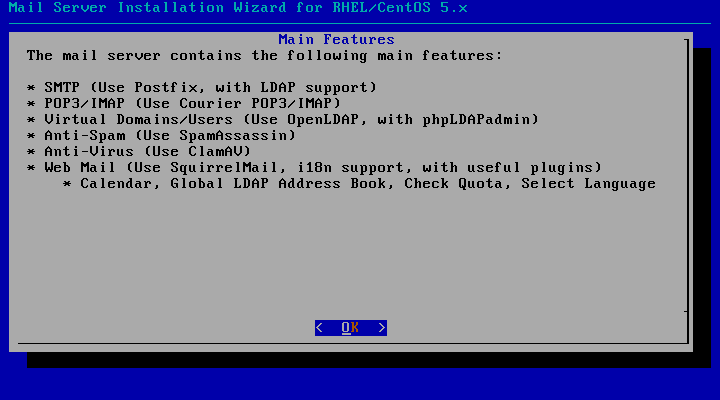 Mail Server Installation Wizard for RHEL/CentOS 5.x
Main Features
The mail server contains the following main features:
* SMTP (Use Postfix, with LDAP support)
* POP3/IMAP (Use Courier POP3/IMAP)
* Virtual Domains/Users (Use OpenLDAP, with phpLDAPadmin)
* Anti-Spam (Use SpamAssassin)
* Anti-Virus (Use ClamAV)
* Web Mail (Use SquirrelMail, i18n support, with useful plugins)
* Calendar, Global LDAP Address Book, Check Quota, Select Language
< OK >